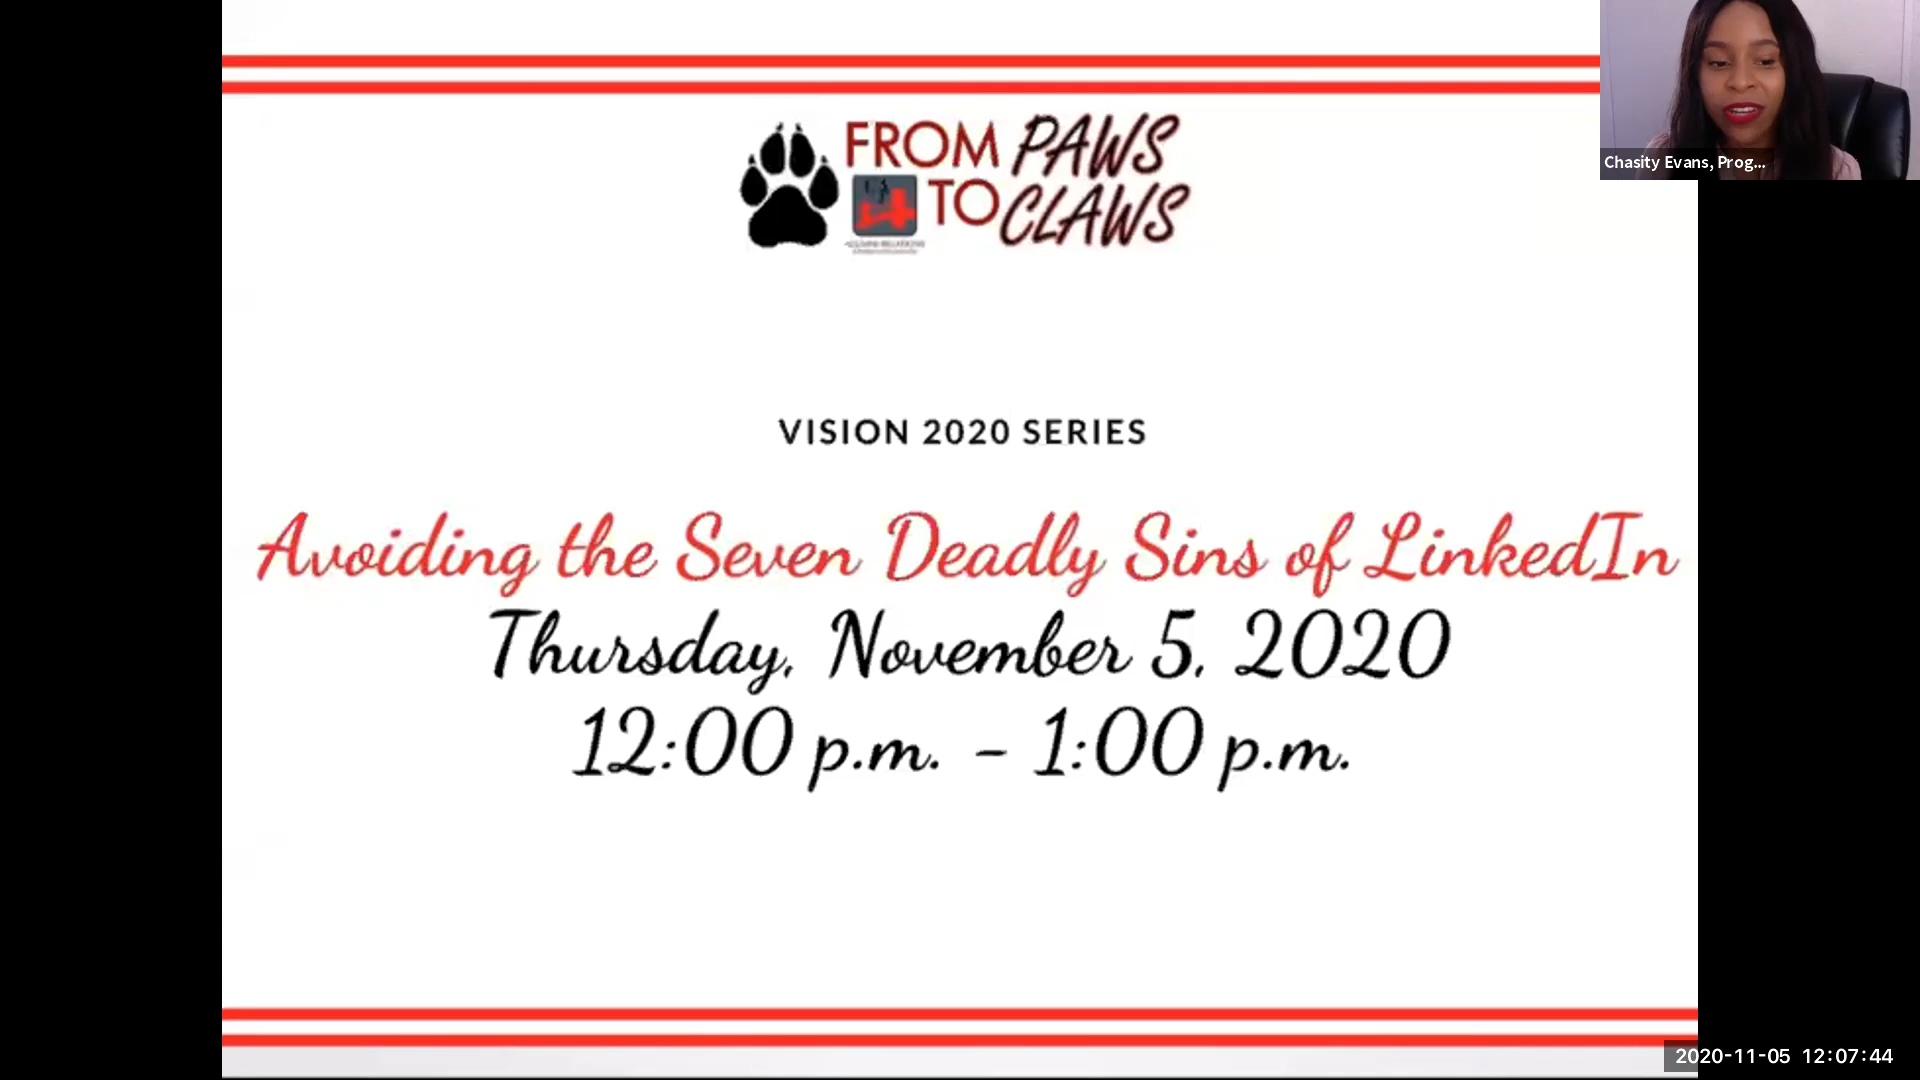 FROM PAWS
TO CLAWS
Chasity Evans, Prog...
VISION 2020 SERIES
Avoiding the Seven Deadly Sins of LinkedIn
Thursday, November 5, 2020
12:00 p.m. - 1:00 p.m.
2020-11-05 12:07:44